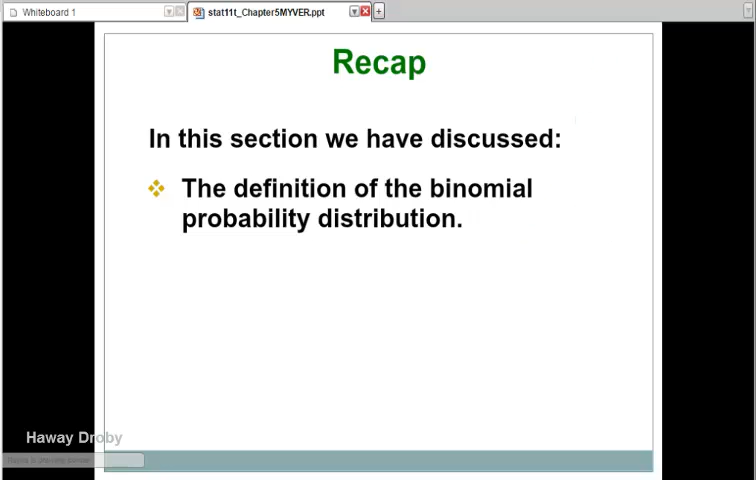 Whiteboard 1
stat11t_Chapter5MYVER.ppt
Recap
In this section we have discussed:
The definition of the binomial
probability distribution.
Haway Droby